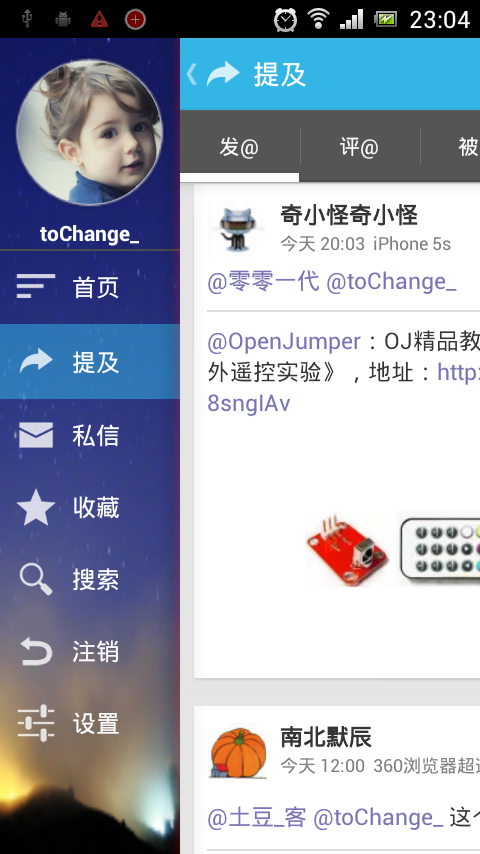 23:04
toChange_
首页
提及
私信
收藏
搜索
注销
设置
提及
发@
评@
被
奇小怪奇小怪
今天 20:03 iPhone 5s
@零零一代 @toChange_
@OpenJumper：OJ精品教
外遥控实验》，地址：http:
8snglAv
南北默辰
今天 12:00 360浏览器超
@土豆_客 @toChange_ 这